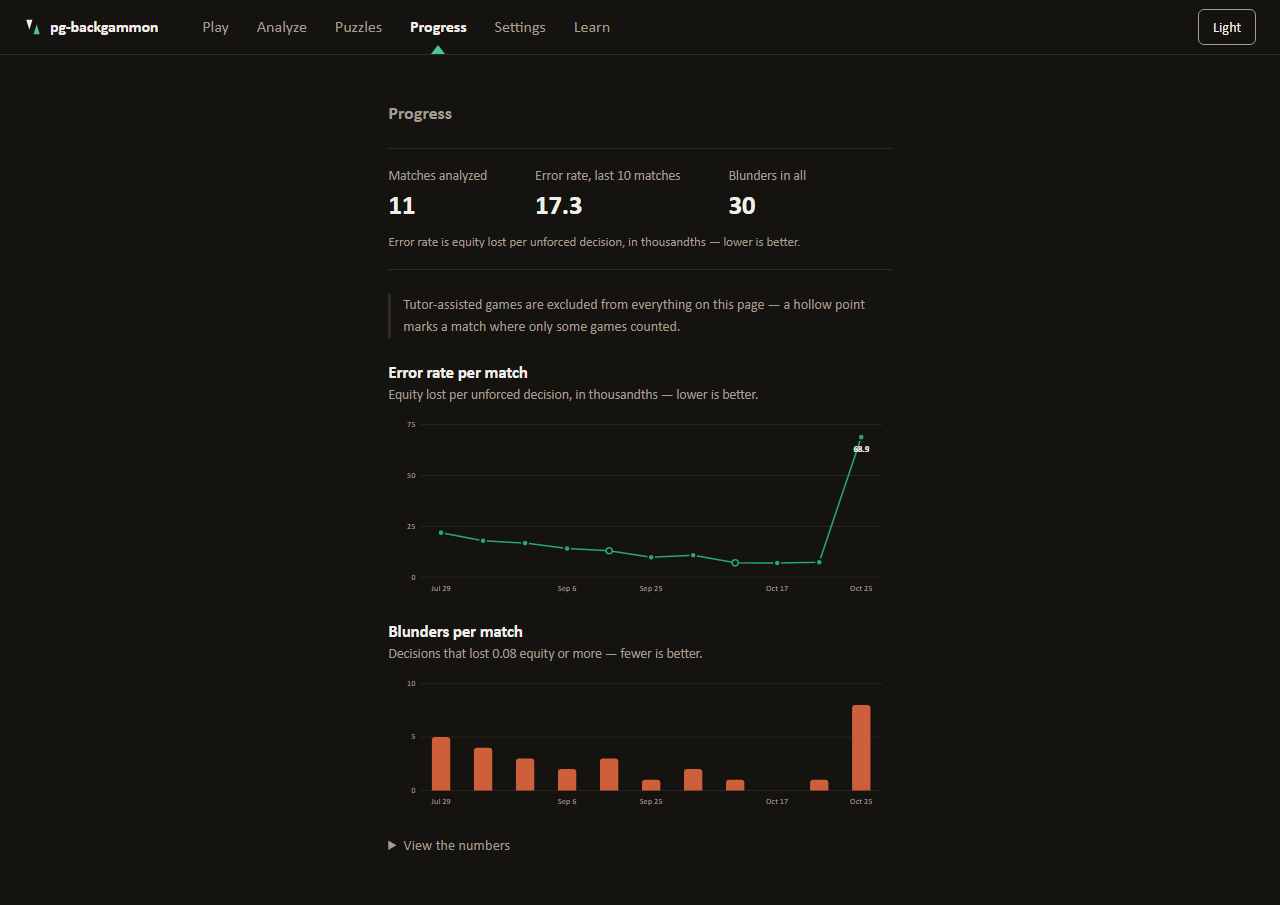 pg-backgammon Play Analyze Puzzles Progress Settings Learn Light
Progress
Matches analyzed Error rate, last 10 matches Blunders in all
11 17.3 30
Error rate is equity lost per unforced decision, in thousandths — lower is better.
Tutor-assisted games are excluded from everything on this page — a hollow point
marks a match where only some games counted.
Error rate per match
Equity lost per unforced decision, in thousandths — lower is better.
75
68.9
50
25
0
Jul 29 Sep 6 Sep 25 Oct 17 Oct 25
Blunders per match
Decisions that lost 0.08 equity or more — fewer is better.
10
5
0
Jul 29 Sep 6 Sep 25 Oct 17 Oct 25
View the numbers